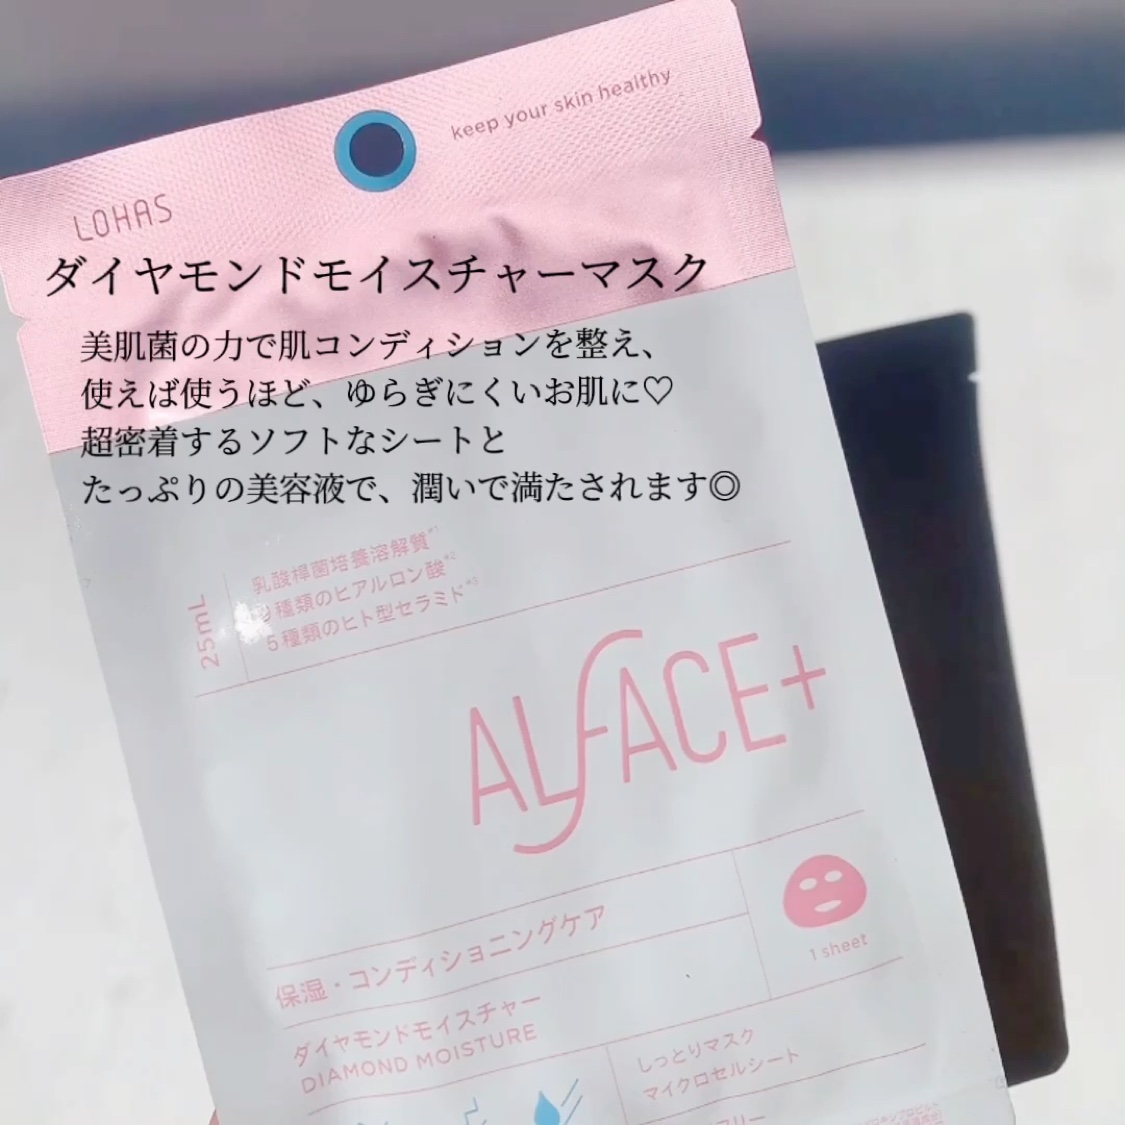 keep your skin healthy
LOHAS
ダイヤモンドモイスチャーマスク
美肌菌の力で肌コンディションを整え、
使えば使うほど、ゆらぎにくいお肌に♡
超密着するソフトなシートと
たっぷりの美容液で、潤いで満たされます◎
25mL
乳酸桿菌培養溶解質*1
9種類のヒアルロン酸*2
5種類のヒト型セラミド*3
ALFACE+
保湿・コンディショニングケア
1 sheet
ダイヤモンドモイスチャー
DIAMOND MOISTURE
しっとりマスク
マイクロセルシート